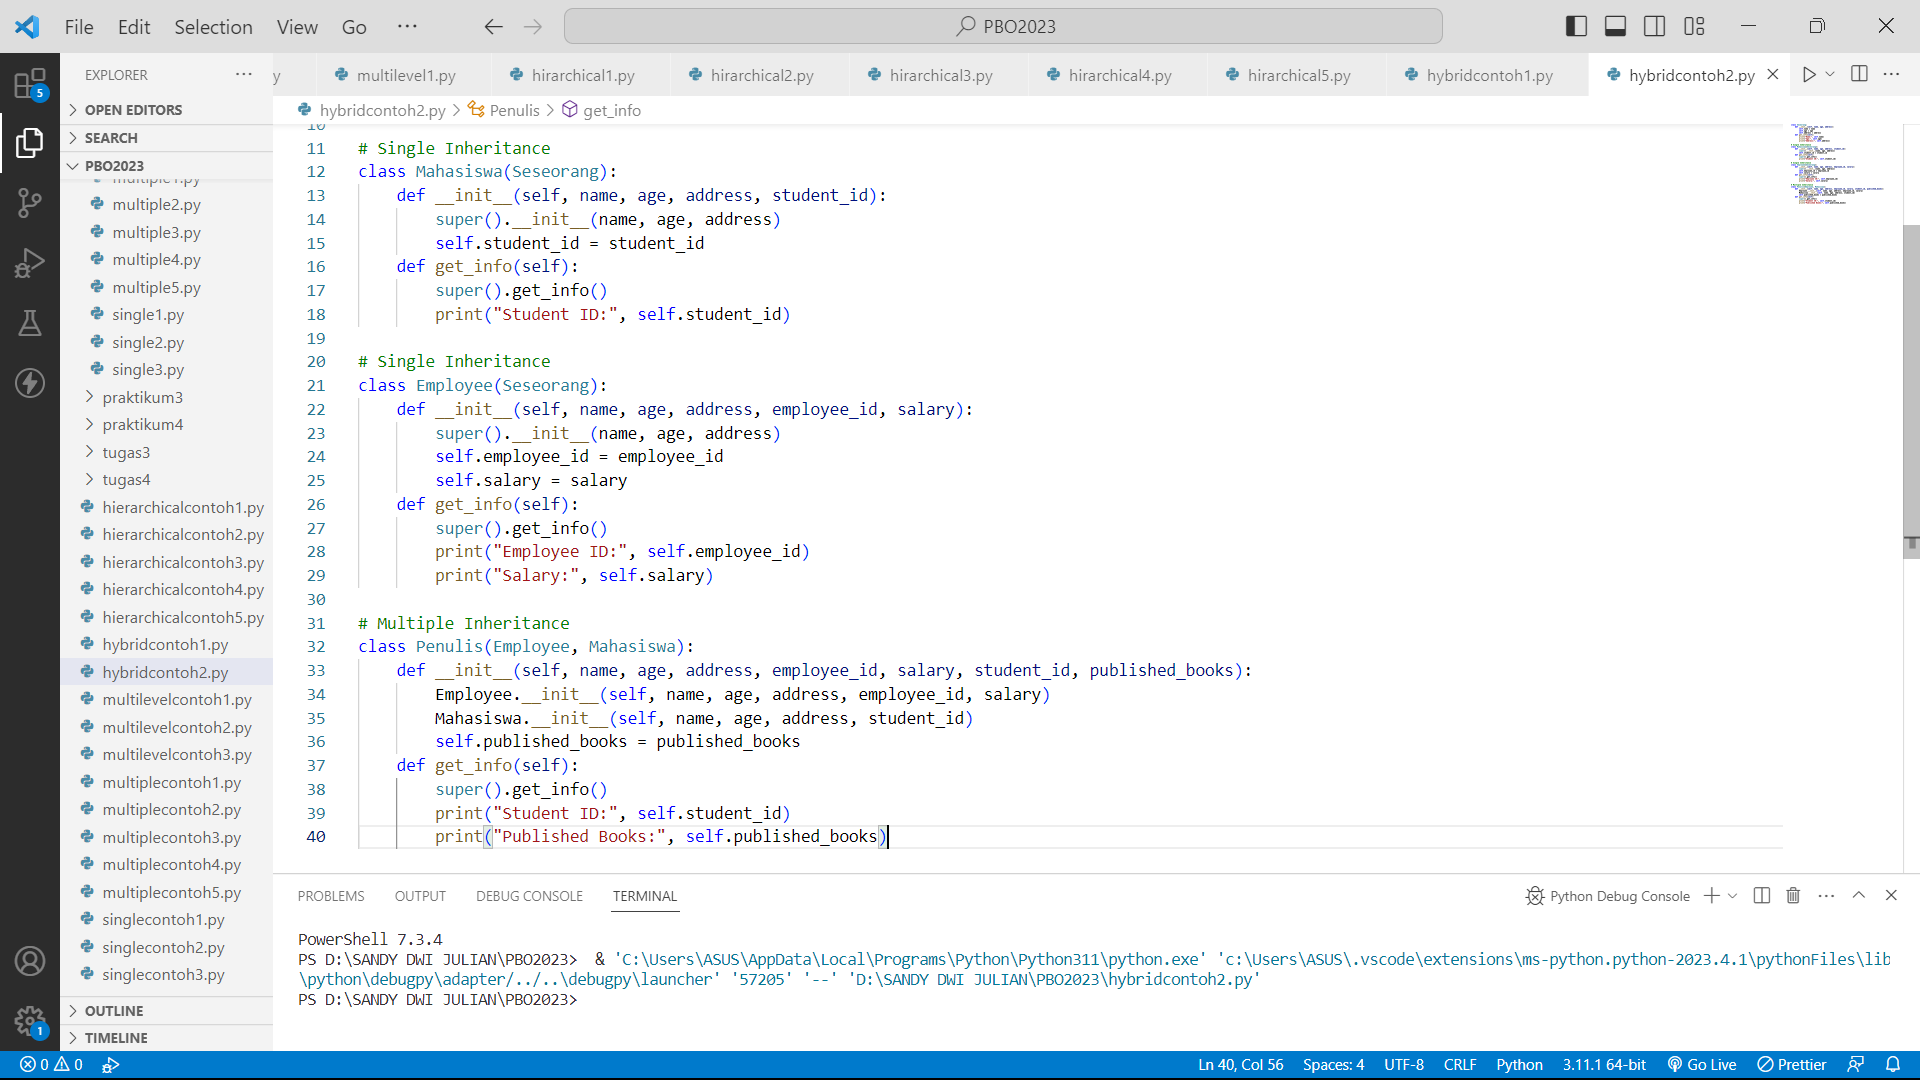 File Edit Selection View Go ··· PBO2023
EXPLORER ···
OPEN EDITORS
SEARCH
PBO2023
multiple1.py
multiple2.py
multiple3.py
multiple4.py
multiple5.py
single1.py
single2.py
single3.py
praktikum3
praktikum4
tugas3
tugas4
hierarchicalcontoh1.py
hierarchicalcontoh2.py
hierarchicalcontoh3.py
hierarchicalcontoh4.py
hierarchicalcontoh5.py
hybridcontoh1.py
hybridcontoh2.py
multilevelcontoh1.py
multilevelcontoh2.py
multilevelcontoh3.py
multiplecontoh1.py
multiplecontoh2.py
multiplecontoh3.py
multiplecontoh4.py
multiplecontoh5.py
singlecontoh1.py
singlecontoh2.py
singlecontoh3.py
OUTLINE
TIMELINE
5
1
y multilevel1.py hirarchical1.py hirarchical2.py hirarchical3.py hirarchical4.py hirarchical5.py hybridcontoh1.py hybridcontoh2.py
hybridcontoh2.py > Penulis > get_info
10
11 # Single Inheritance
12 class Mahasiswa(Seseorang):
13 def __init__(self, name, age, address, student_id):
14 super().__init__(name, age, address)
15 self.student_id = student_id
16 def get_info(self):
17 super().get_info()
18 print("Student ID:", self.student_id)
19
20 # Single Inheritance
21 class Employee(Seseorang):
22 def __init__(self, name, age, address, employee_id, salary):
23 super().__init__(name, age, address)
24 self.employee_id = employee_id
25 self.salary = salary
26 def get_info(self):
27 super().get_info()
28 print("Employee ID:", self.employee_id)
29 print("Salary:", self.salary)
30
31 # Multiple Inheritance
32 class Penulis(Employee, Mahasiswa):
33 def __init__(self, name, age, address, employee_id, salary, student_id, published_books):
34 Employee.__init__(self, name, age, address, employee_id, salary)
35 Mahasiswa.__init__(self, name, age, address, student_id)
36 self.published_books = published_books
37 def get_info(self):
38 super().get_info()
39 print("Student ID:", self.student_id)
40 print("Published Books:", self.published_books)
PROBLEMS OUTPUT DEBUG CONSOLE TERMINAL Python Debug Console
PowerShell 7.3.4
PS D:\SANDY DWI JULIAN\PBO2023> & 'C:\Users\ASUS\AppData\Local\Programs\Python\Python311\python.exe' 'c:\Users\ASUS\.vscode\extensions\ms-python.python-2023.4.1\pythonFiles\lib
\python\debugpy\adapter/../..\debugpy\launcher' '57205' '--' 'D:\SANDY DWI JULIAN\PBO2023\hybridcontoh2.py'
PS D:\SANDY DWI JULIAN\PBO2023>
0 0 Ln 40, Col 56 Spaces: 4 UTF-8 CRLF Python 3.11.1 64-bit Go Live Prettier